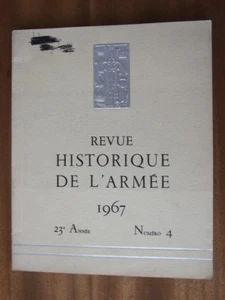 REVUE
HISTORIQUE
DE L'ARMÉE
1967
23e Année Numéro 4